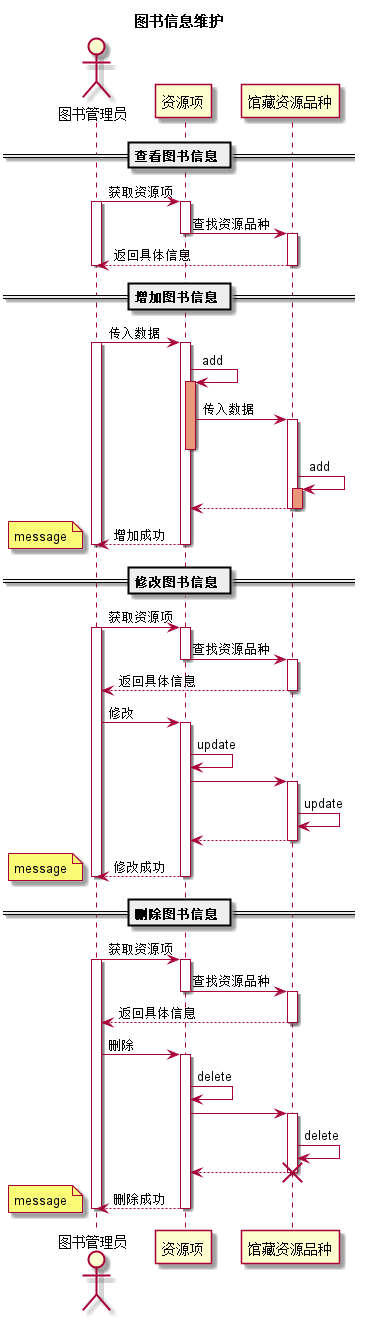 图书信息维护
图书管理员
资源项
馆藏资源品种
查看图书信息
获取资源项
查找资源品种
返回具体信息
增加图书信息
传入数据
add
传入数据
add
message
增加成功
修改图书信息
获取资源项
查找资源品种
返回具体信息
修改
update
update
message
修改成功
删除图书信息
获取资源项
查找资源品种
返回具体信息
删除
delete
delete
message
删除成功
图书管理员
资源项
馆藏资源品种